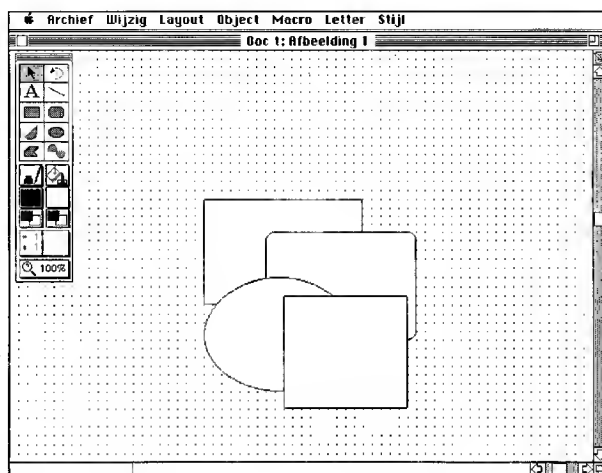 Archief Wijzig Layout Object Macro Letter Stijl
Doc 1: Afbeelding 1
A
100%